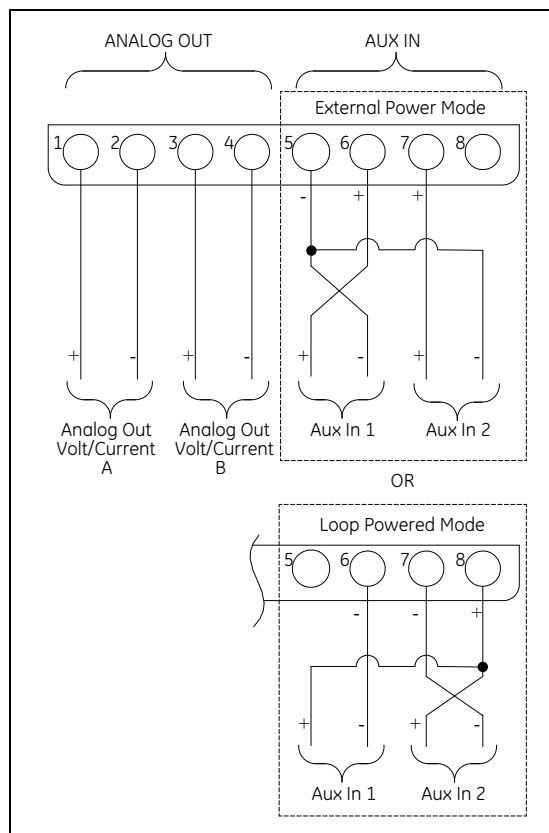 ANALOG OUT AUX IN
External Power Mode
1 2 3 4 5 6 7 8
- + +
+ - + - + - + -
Analog Out Analog Out Aux In 1 Aux In 2
Volt/Current Volt/Current
A B
OR
Loop Powered Mode
5 6 7 8
- - +
+ - + -
Aux In 1 Aux In 2